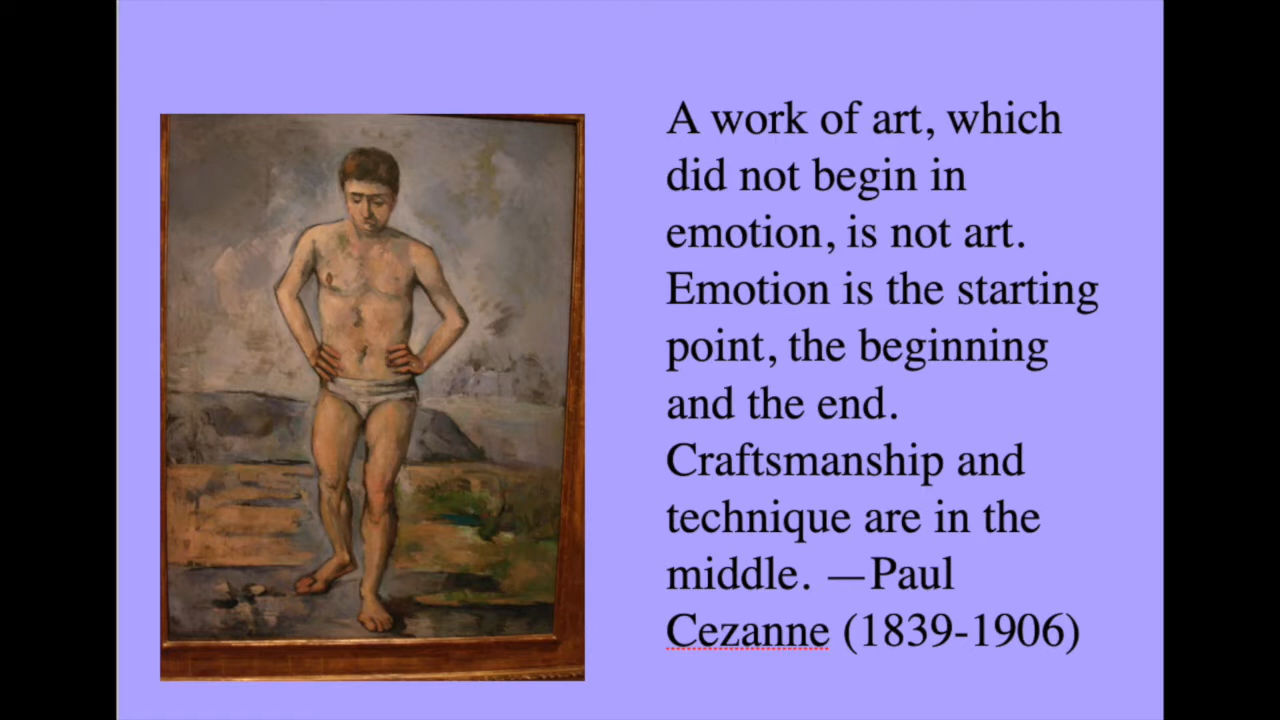 A work of art, which
did not begin in
emotion, is not art.
Emotion is the starting
point, the beginning
and the end.
Craftsmanship and
technique are in the
middle. —Paul
Cezanne (1839-1906)